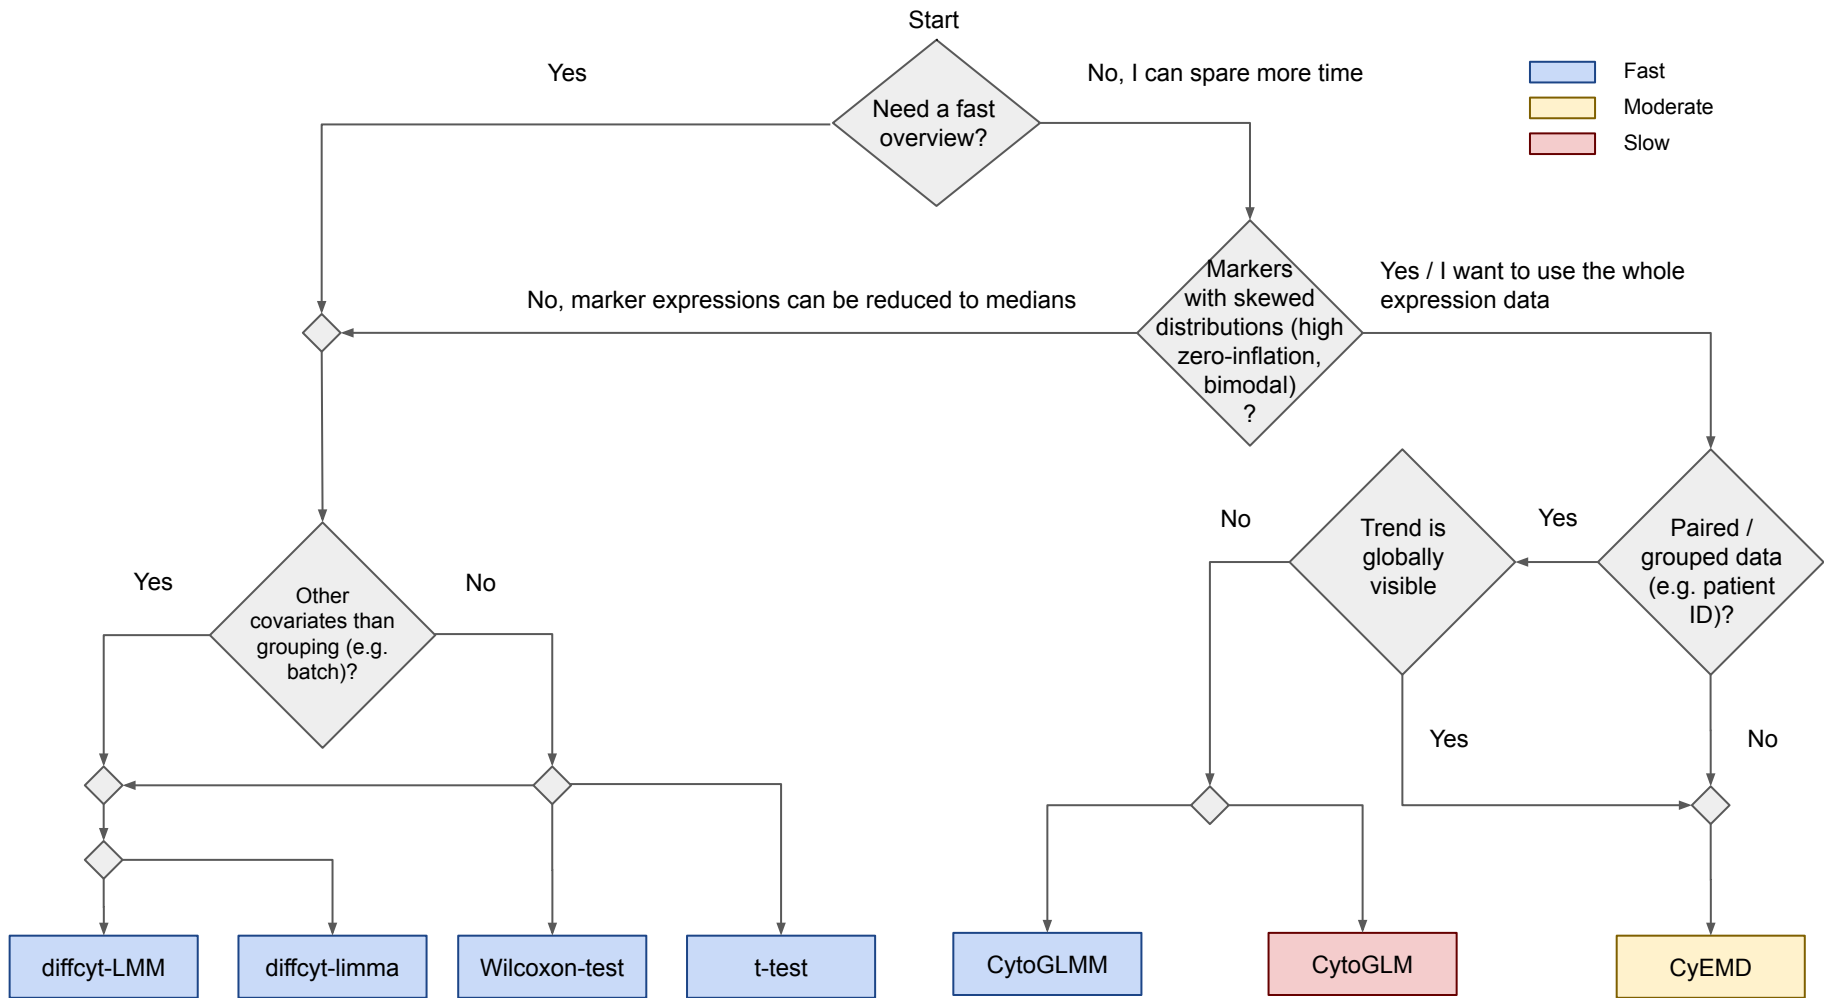 Start
Yes
No, I can spare more time
Need a fast
overview?
Fast
Moderate
Slow
No, marker expressions can be reduced to medians
Markers
with skewed
distributions (high
zero-inflation,
bimodal)
?
Yes / I want to use the whole
expression data
No
Trend is
globally
visible
Yes
Paired /
grouped data
(e.g. patient
ID)?
Yes
Other
covariates than
grouping (e.g.
batch)?
No
Yes
No
diffcyt-LMM
diffcyt-limma
Wilcoxon-test
t-test
CytoGLMM
CytoGLM
CyEMD